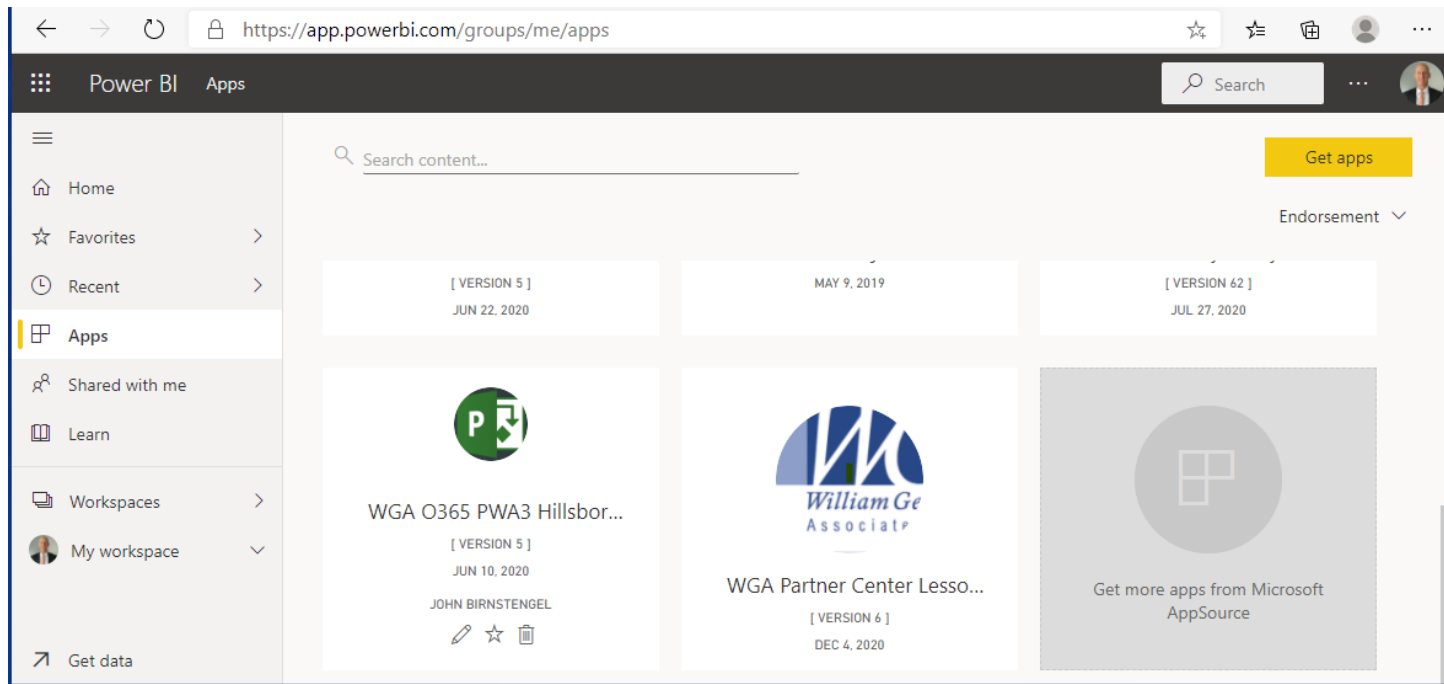 https://app.powerbi.com/groups/me/apps
Power BI Apps
Search
Search content...
Get apps
Endorsement
Home
Favorites
Recent
Apps
Shared with me
Learn
Workspaces
My workspace
Get data
[ VERSION 5 ]
JUN 22, 2020
MAY 9, 2019
[ VERSION 62 ]
JUL 27, 2020
P
WGA O365 PWA3 Hillsbor...
[ VERSION 5 ]
JUN 10, 2020
JOHN BIRNSTENGEL
William Ge
Associate
WGA Partner Center Lesso...
[ VERSION 6 ]
DEC 4, 2020
Get more apps from Microsoft
AppSource